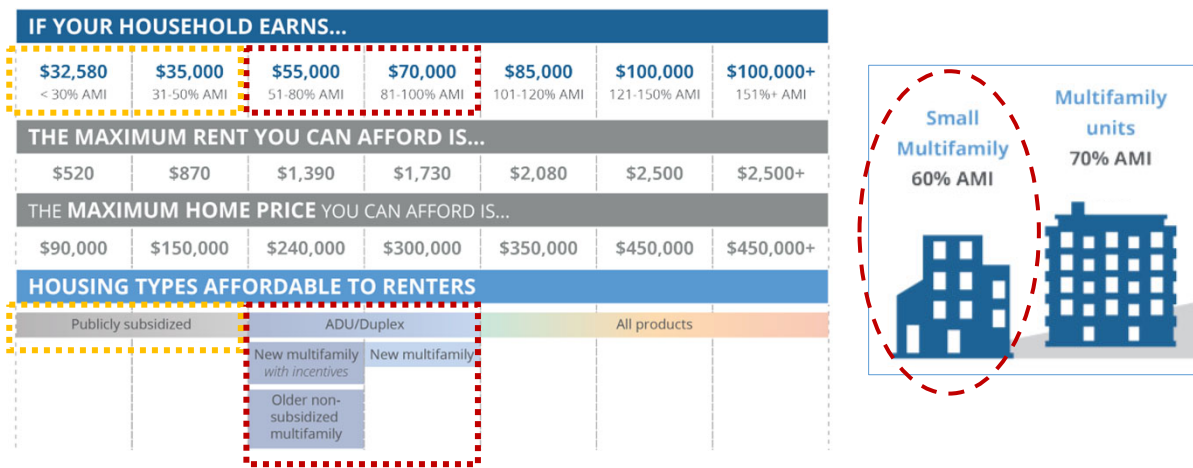 IF YOUR HOUSEHOLD EARNS...
$32,580 $35,000 $55,000 $70,000 $85,000 $100,000 $100,000+
< 30% AMI 31-50% AMI 51-80% AMI 81-100% AMI 101-120% AMI 121-150% AMI 151%+ AMI
THE MAXIMUM RENT YOU CAN AFFORD IS...
$520 $870 $1,390 $1,730 $2,080 $2,500 $2,500+
THE MAXIMUM HOME PRICE YOU CAN AFFORD IS...
$90,000 $150,000 $240,000 $300,000 $350,000 $450,000 $450,000+
HOUSING TYPES AFFORDABLE TO RENTERS
Publicly subsidized ADU/Duplex All products
New multifamily New multifamily
with incentives
Older non-
subsidized
multifamily
Small
Multifamily
60% AMI
Multifamily
units
70% AMI